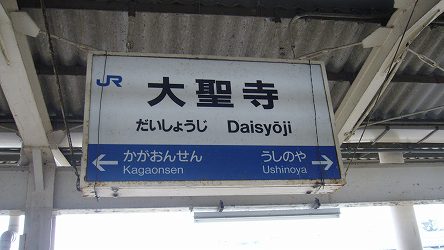 JR
大聖寺
だいしょうじ Daisyōji
かがおんせん うしのや
Kagaonsen Ushinoya